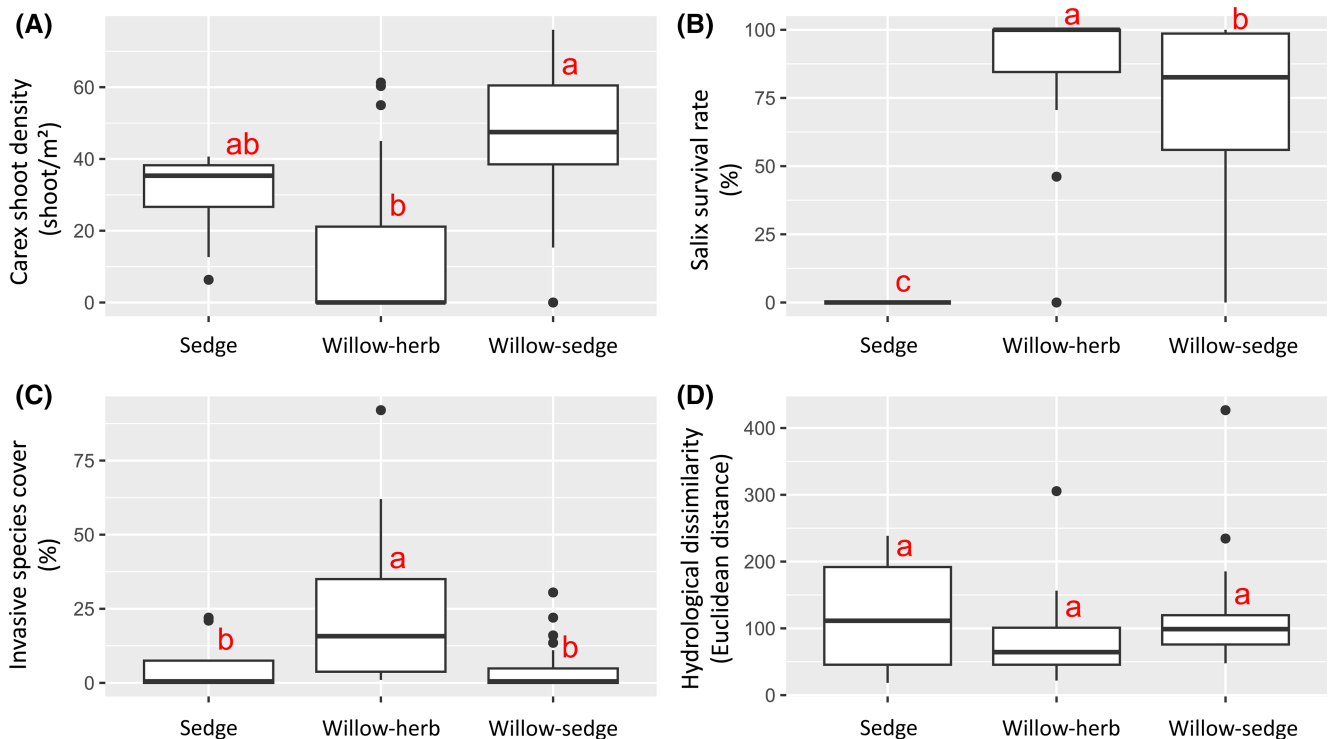 (A)
Carex shoot density
(shoot/m²)
60
40
20
0
ab
b
a
Sedge
Willow-herb
Willow-sedge
(B)
Salix survival rate
(%)
100
75
50
25
0
c
a
b
Sedge
Willow-herb
Willow-sedge
(C)
Invasive species cover
(%)
75
50
25
0
b
a
b
Sedge
Willow-herb
Willow-sedge
(D)
Hydrological dissimilarity
(Euclidean distance)
400
300
200
100
0
a
a
a
Sedge
Willow-herb
Willow-sedge